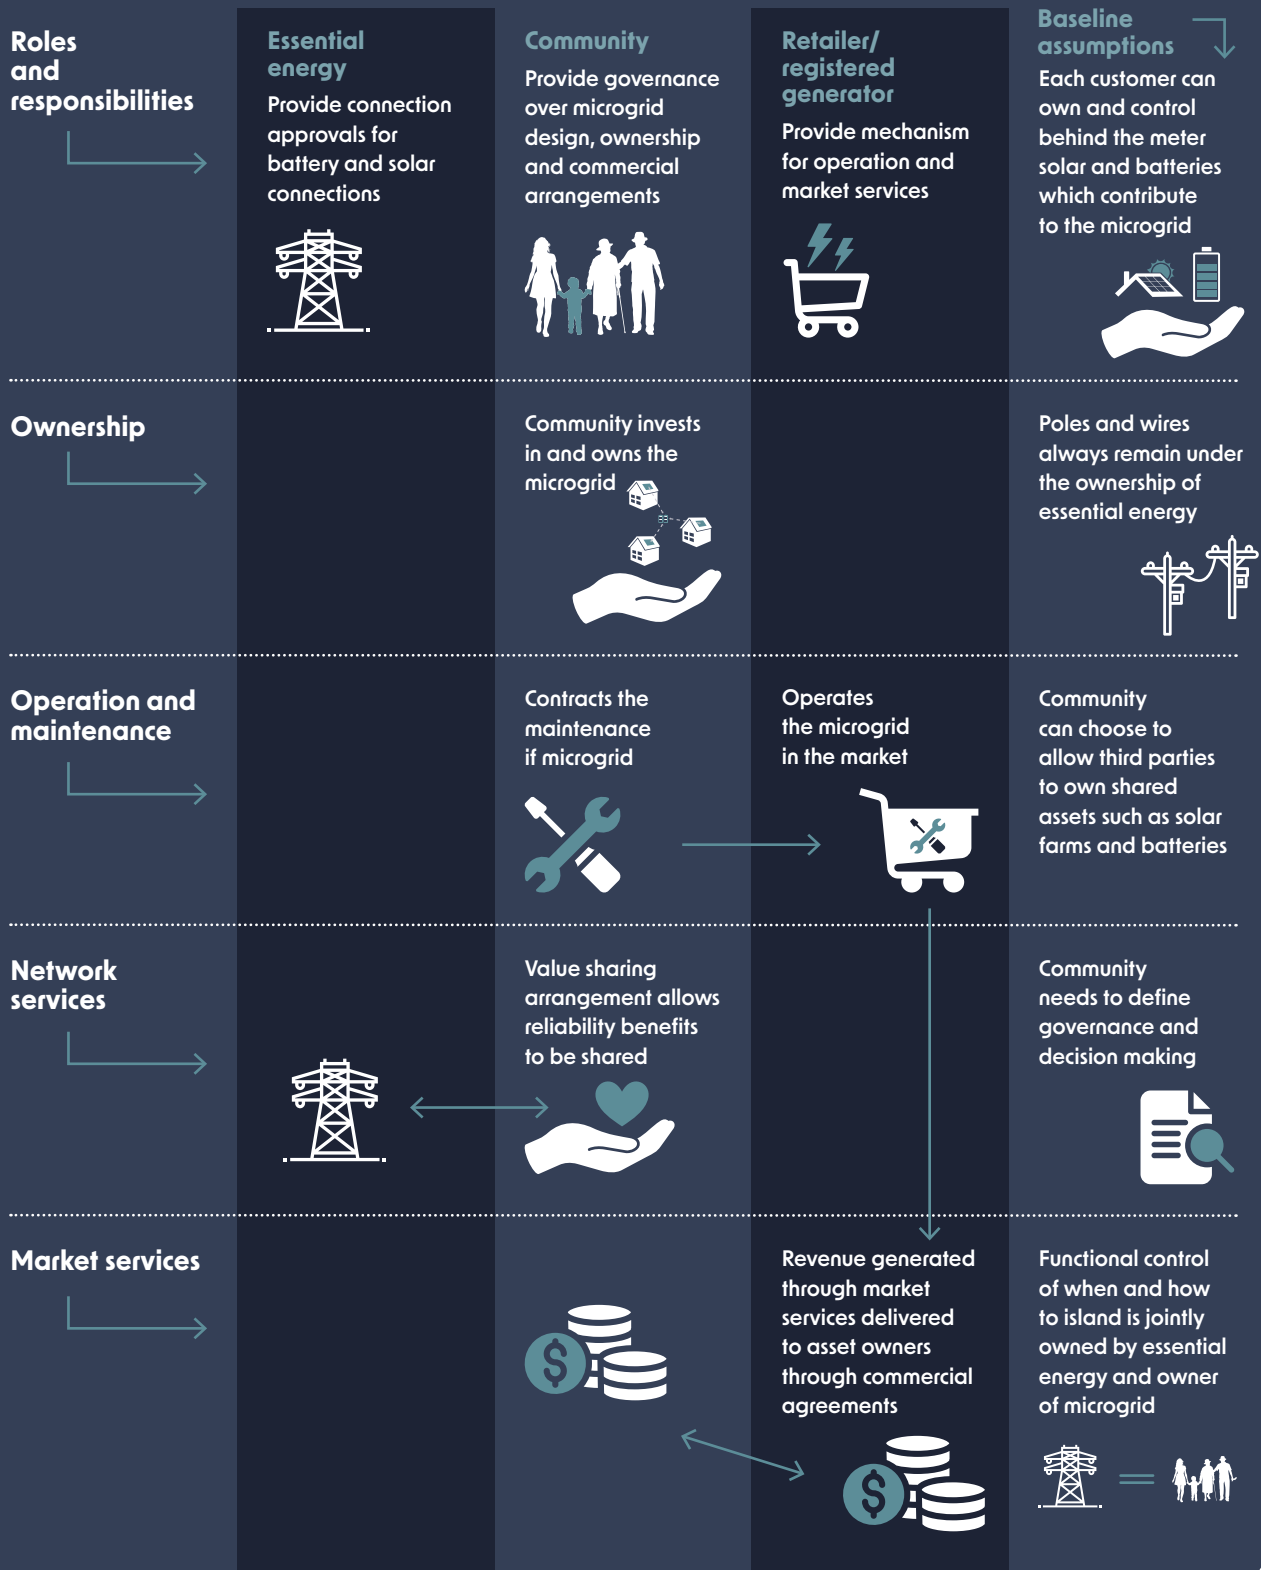 Roles
and
responsibilities
Essential
energy
Provide connection
approvals for
battery and solar
connections
Community
Provide governance
over microgrid
design, ownership
and commercial
arrangements
Retailer/
registered
generator
Provide mechanism
for operation and
market services
Baseline
assumptions
Each customer can
own and control
behind the meter
solar and batteries
which contribute
to the microgrid
Ownership
Community invests
in and owns the
microgrid
Poles and wires
always remain under
the ownership of
essential energy
Operation and
maintenance
Contracts the
maintenance
if microgrid
Operates
the microgrid
in the market
Community
can choose to
allow third parties
to own shared
assets such as solar
farms and batteries
Network
services
Value sharing
arrangement allows
reliability benefits
to be shared
Community
needs to define
governance and
decision making
Market services
$
Revenue generated
through market
services delivered
to asset owners
through commercial
agreements
$
Functional control
of when and how
to island is jointly
owned by essential
energy and owner
of microgrid